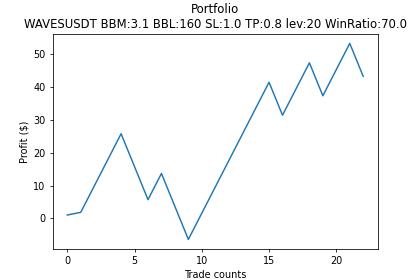 Portfolio
WAVESUSDT BBM:3.1 BBL:160 SL:1.0 TP:0.8 lev:20 WinRatio:70.0
50
40
30
20
10
0
Profit ($)
0 5 10 15 20
Trade counts